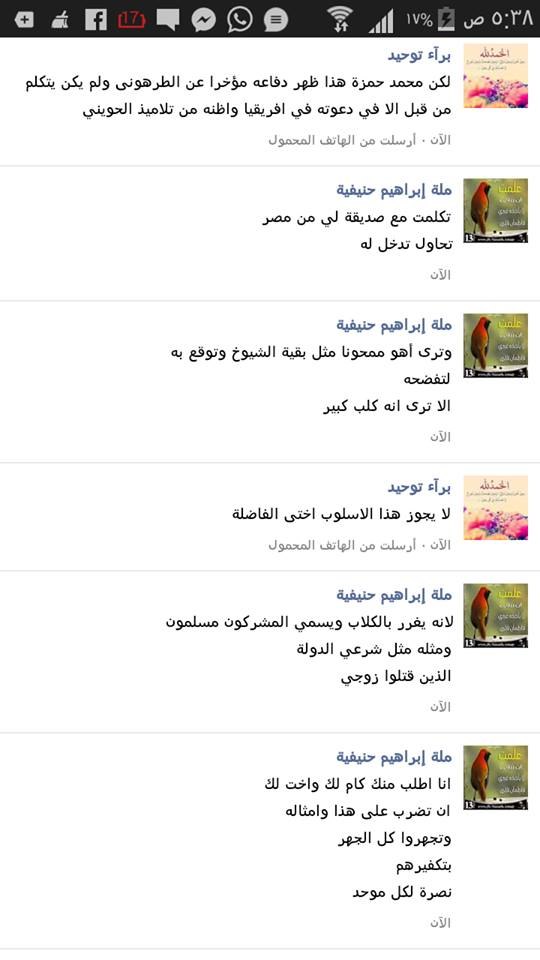 17
١٧%
٥:٣٨ ص
برآء توحيد
لكن محمد حمزة هذا ظهر دفاعه مؤخرا عن الطرهونى ولم يكن يتكلم
من قبل الا في دعوته في افريقيا واظنه من تلاميذ الحويني
الآن · أرسلت من الهاتف المحمول
ملة إبراهيم حنيفية
تكلمت مع صديقة لي من مصر
تحاول تدخل له
الآن
ملة إبراهيم حنيفية
وترى أهو ممحونا مثل بقية الشيوخ وتوقع به
لتفضحه
الا ترى انه كلب كبير
الآن
برآء توحيد
لا يجوز هذا الاسلوب اختى الفاضلة
الآن · أرسلت من الهاتف المحمول
ملة إبراهيم حنيفية
لانه يغرر بالكلاب ويسمي المشركون مسلمون
ومثله مثل شرعي الدولة
الذين قتلوا زوجي
الآن
ملة إبراهيم حنيفية
انا اطلب منك كام لك واخت لك
ان تضرب على هذا وامثاله
وتجهروا كل الجهر
بتكفيرهم
نصرة لكل موحد
الآن